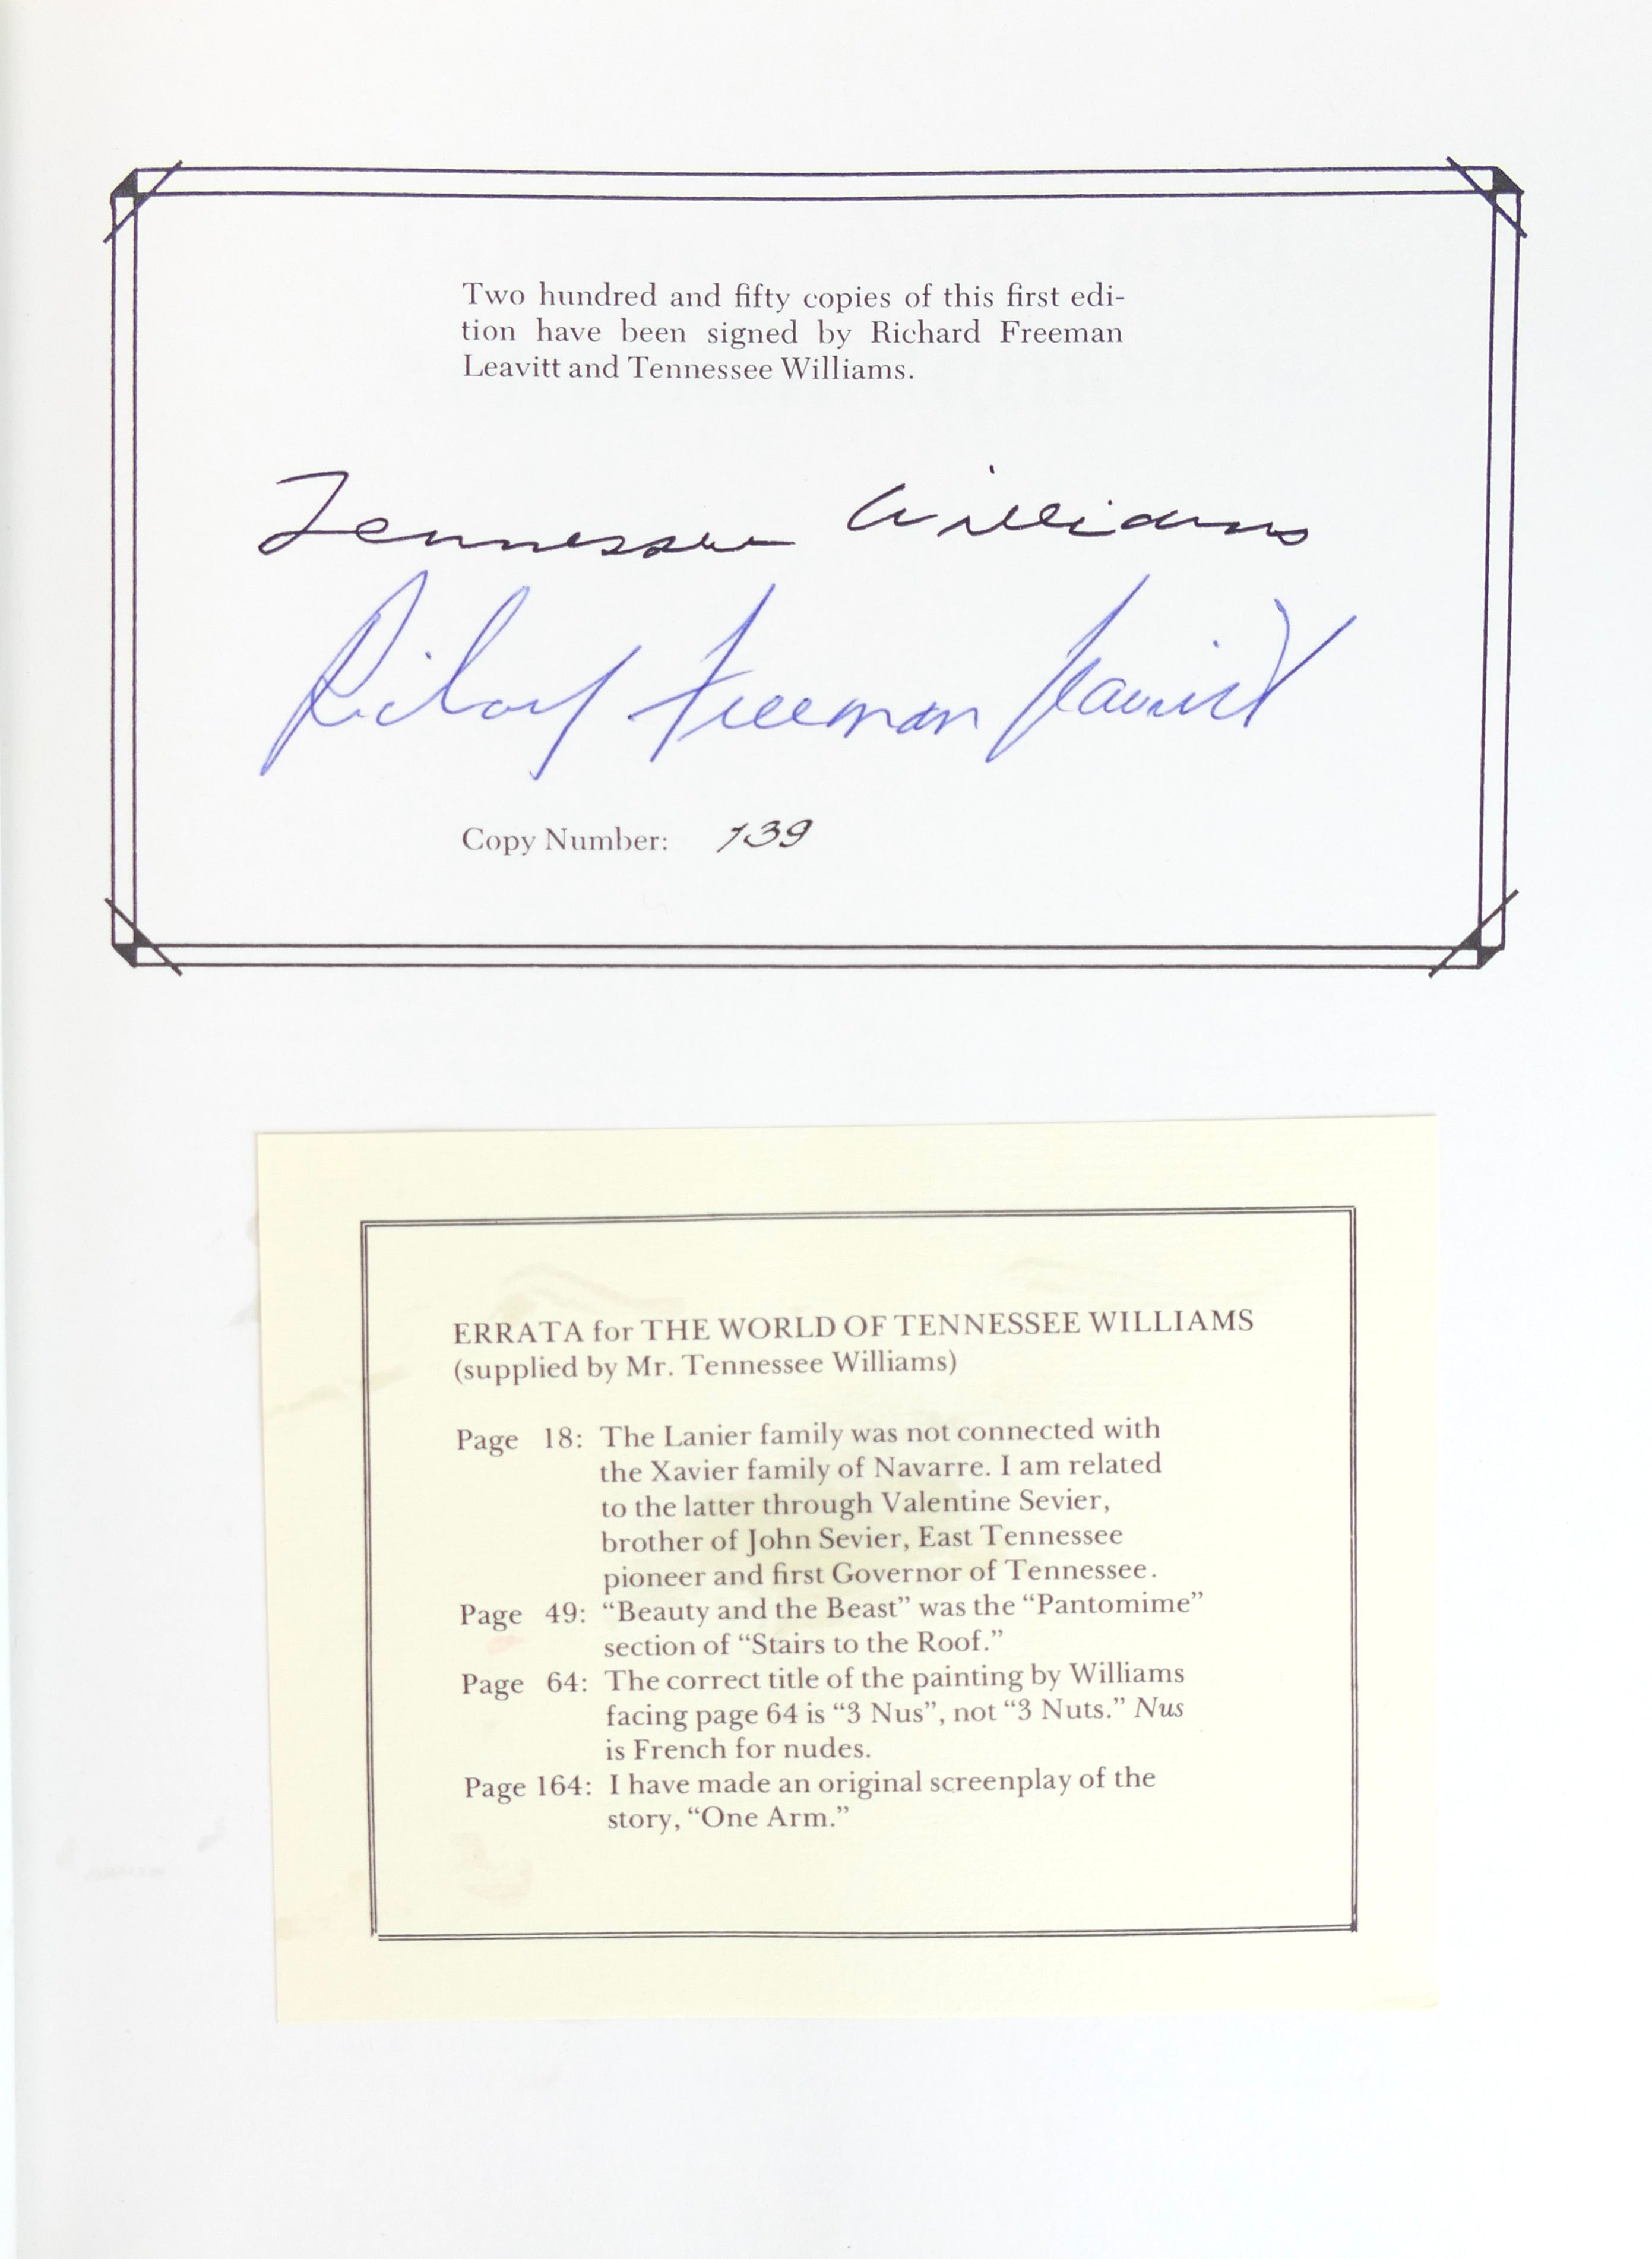 Two hundred and fifty copies of this first edi-
tion have been signed by Richard Freeman
Leavitt and Tennessee Williams.
Tennessee Williams
Richard Freeman Leavitt
Copy Number: 139
ERRATA for THE WORLD OF TENNESSEE WILLIAMS
(supplied by Mr. Tennessee Williams)
Page 18: The Lanier family was not connected with
the Xavier family of Navarre. I am related
to the latter through Valentine Sevier,
brother of John Sevier, East Tennessee
pioneer and first Governor of Tennessee.
Page 49: “Beauty and the Beast” was the “Pantomime”
section of “Stairs to the Roof.”
Page 64: The correct title of the painting by Williams
facing page 64 is “3 Nus”, not “3 Nuts.” Nus
is French for nudes.
Page 164: I have made an original screenplay of the
story, “One Arm.”